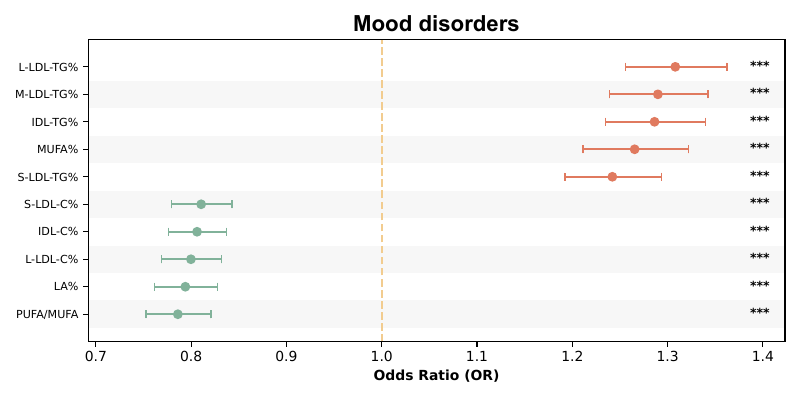 Mood disorders
L-LDL-TG% ***
M-LDL-TG% ***
IDL-TG% ***
MUFA% ***
S-LDL-TG% ***
S-LDL-C% ***
IDL-C% ***
L-LDL-C% ***
LA% ***
PUFA/MUFA ***
0.7 0.8 0.9 1.0 1.1 1.2 1.3 1.4
Odds Ratio (OR)